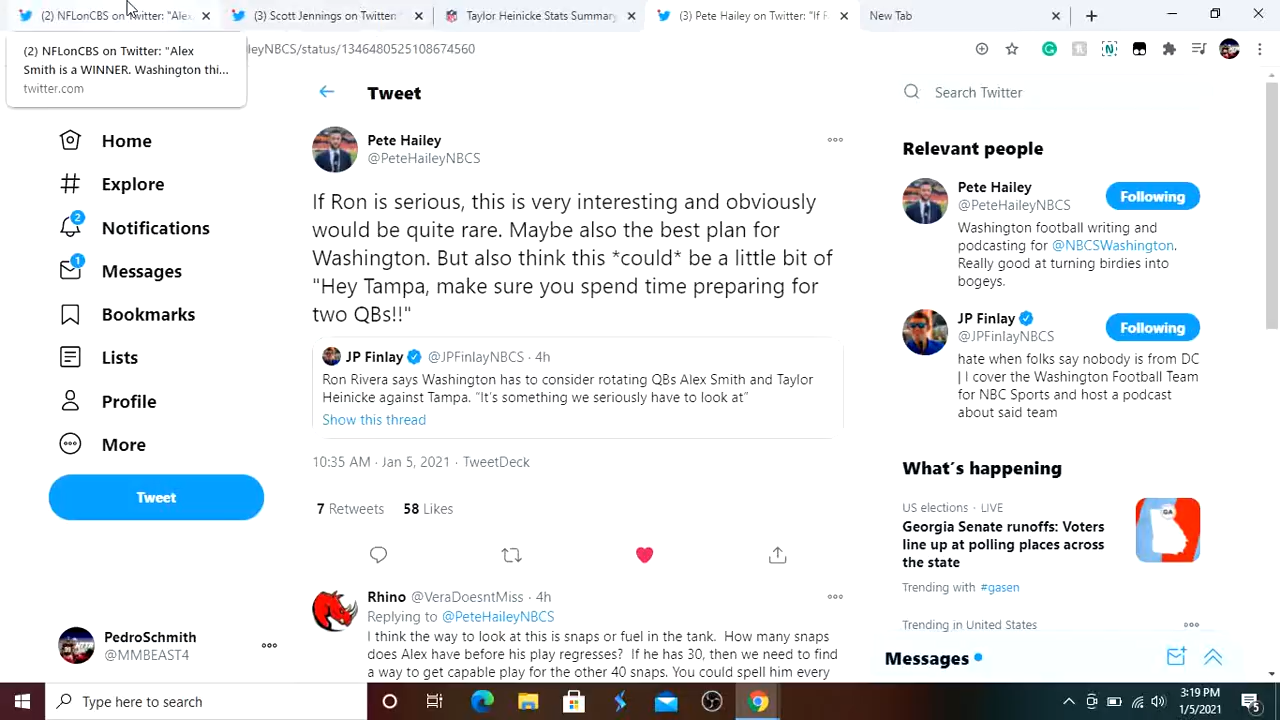 (2) NFLonCBS on Twitter: "Alex
(3) Scott Jennings on Twitter:
Taylor Heinicke Stats Summary
(3) Pete Hailey on Twitter: "If
New Tab
(2) NFLonCBS on Twitter: "Alex
Smith is a WINNER. Washington thi...
twitter.com
leyNBCS/status/1346480525108674560
Home
Explore
2
Notifications
1
Messages
Bookmarks
Lists
Profile
More
Tweet
PedroSchmith
@MMBEAST4
Tweet
Pete Hailey
@PeteHaileyNBCS
If Ron is serious, this is very interesting and obviously
would be quite rare. Maybe also the best plan for
Washington. But also think this *could* be a little bit of
"Hey Tampa, make sure you spend time preparing for
two QBs!!"
JP Finlay @JPFinlayNBCS · 4h
Ron Rivera says Washington has to consider rotating QBs Alex Smith and Taylor
Heinicke against Tampa. "It's something we seriously have to look at"
Show this thread
10:35 AM · Jan 5, 2021 · TweetDeck
7 Retweets 58 Likes
Rhino @VeraDoesntMiss · 4h
Replying to @PeteHaileyNBCS
I think the way to look at this is snaps or fuel in the tank. How many snaps
does Alex have before his play regresses? If he has 30, then we need to find
a way to get capable play for the other 40 snaps. You could spell him every
Search Twitter
Relevant people
Pete Hailey
@PeteHaileyNBCS
Following
Washington football writing and
podcasting for @NBCSWashington.
Really good at turning birdies into
bogeys.
JP Finlay
@JPFinlayNBCS
Following
hate when folks say nobody is from DC
| I cover the Washington Football Team
for NBC Sports and host a podcast
about said team
What's happening
US elections · LIVE
Georgia Senate runoffs: Voters
line up at polling places across
the state
GA
Trending with #gasen
Trending in United States
Messages
Type here to search
3:19 PM
1/5/2021
5